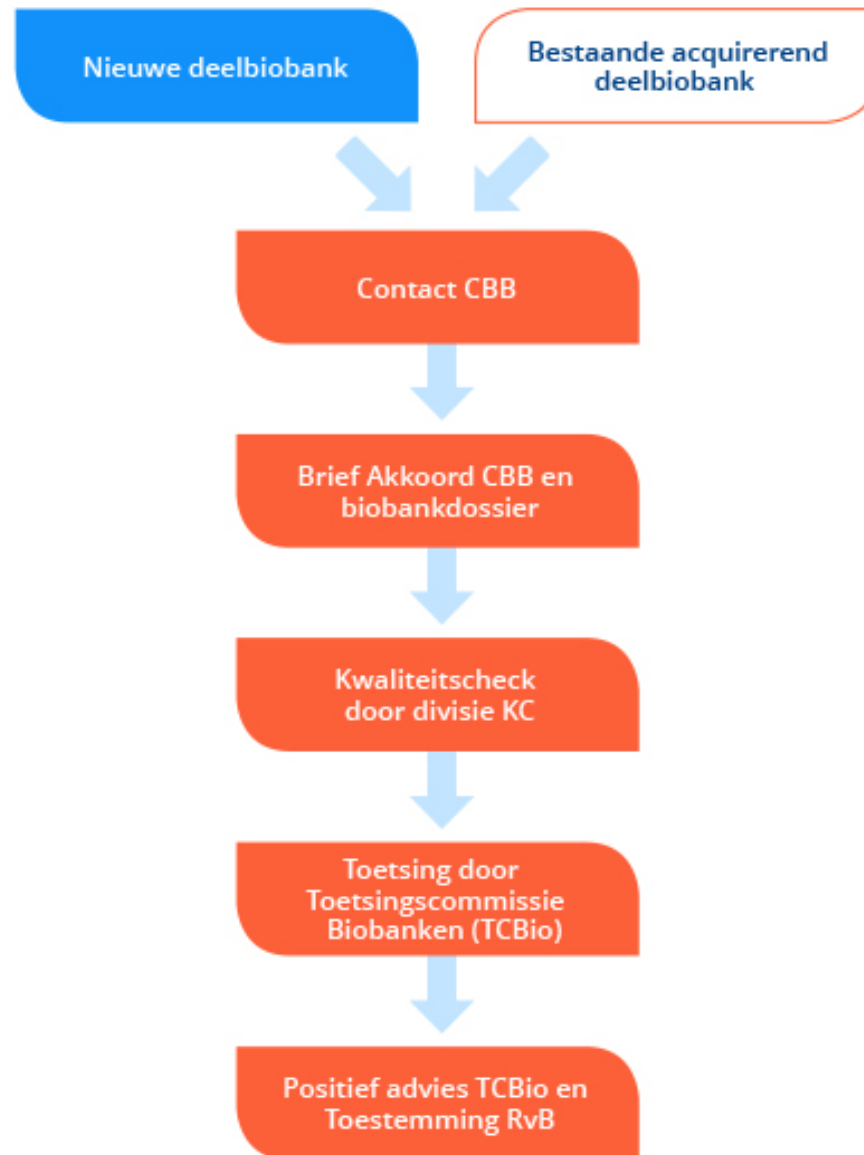 Nieuwe deelbiobank
Bestaande acquirerend
deelbiobank
Contact CBB
Brief Akkoord CBB en
biobankdossier
Kwaliteitscheck
door divisie KC
Toetsing door
Toetsingscommissie
Biobanken (TCBio)
Positief advies TCBio en
Toestemming RvB